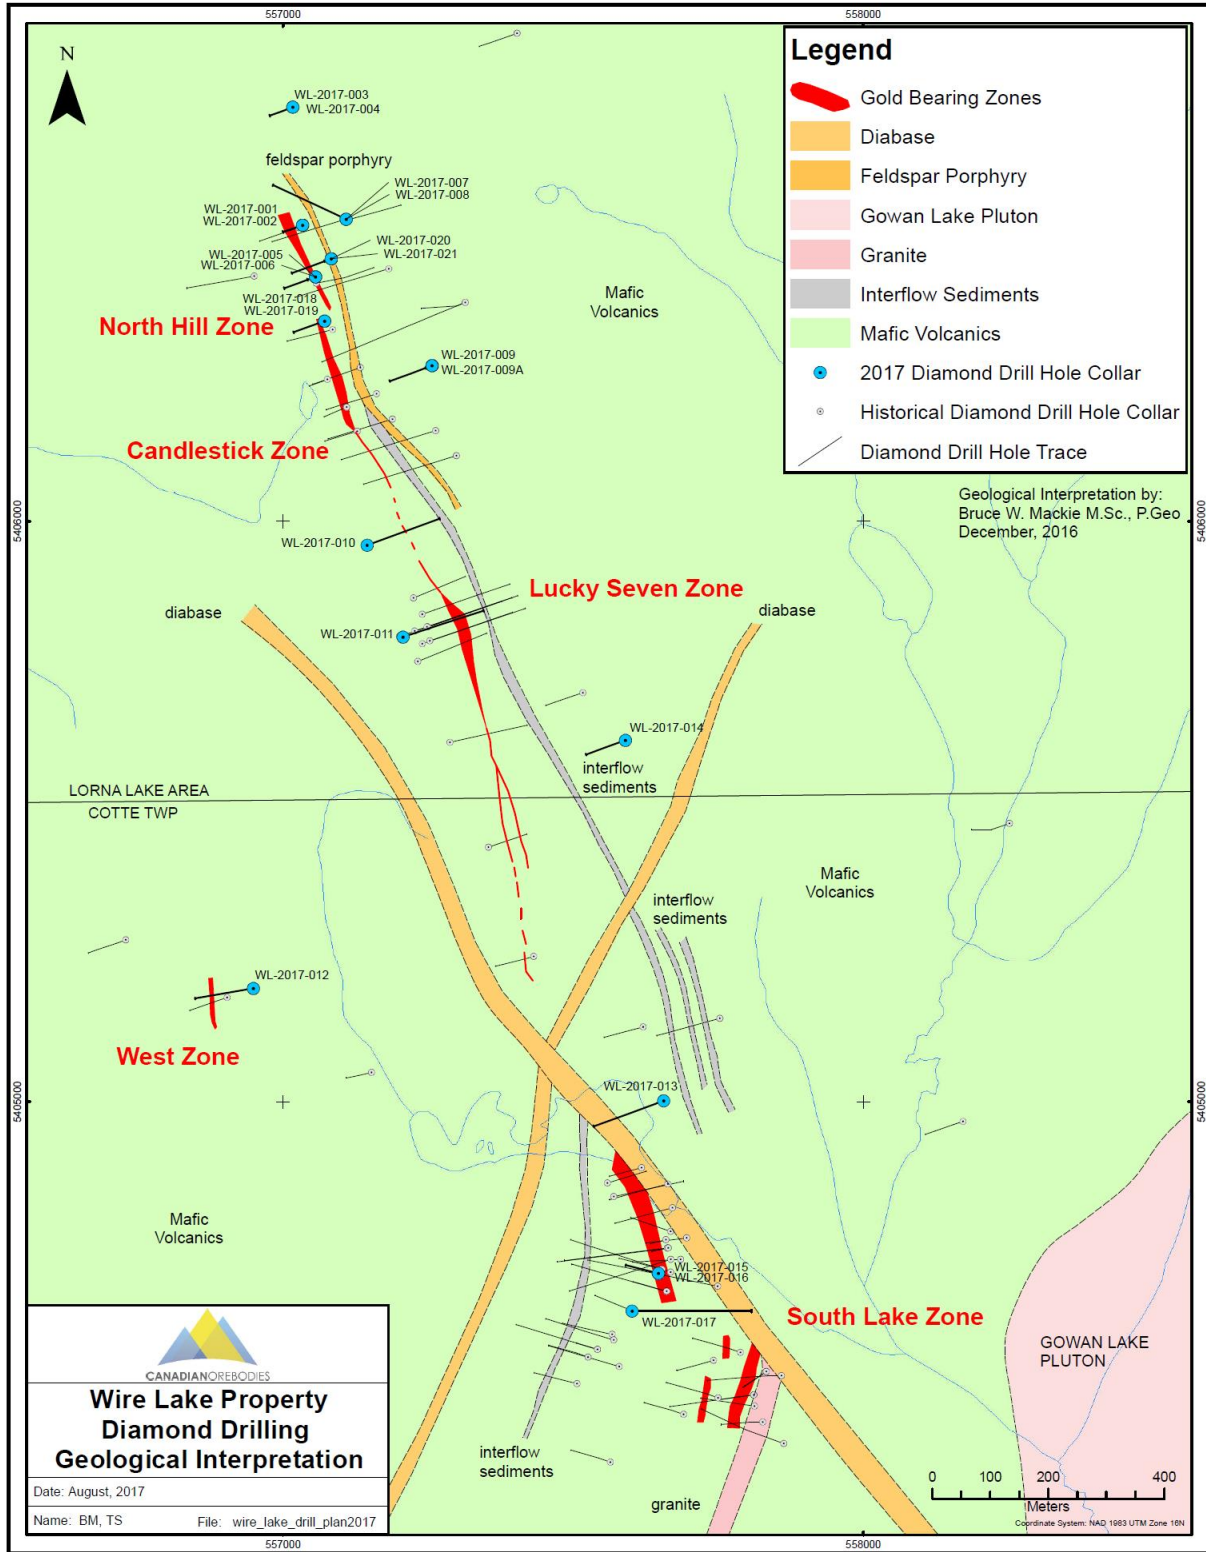 557000
558000
N
Legend
Gold Bearing Zones
Diabase
Feldspar Porphyry
Gowan Lake Pluton
Granite
Interflow Sediments
Mafic Volcanics
2017 Diamond Drill Hole Collar
Historical Diamond Drill Hole Collar
Diamond Drill Hole Trace
Geological Interpretation by:
Bruce W. Mackie M.Sc., P.Geo
December, 2016
WL-2017-003
WL-2017-004
feldspar porphyry
WL-2017-007
WL-2017-008
WL-2017-001
WL-2017-002
WL-2017-020
WL-2017-021
WL-2017-005
WL-2017-006
WL-2017-018
WL-2017-019
North Hill Zone
Mafic
Volcanics
WL-2017-009
WL-2017-009A
Candlestick Zone
5406000
5406000
WL-2017-010
Lucky Seven Zone
diabase
diabase
WL-2017-011
WL-2017-014
interflow
sediments
LORNA LAKE AREA
COTTE TWP
Mafic
Volcanics
interflow
sediments
WL-2017-012
West Zone
WL-2017-013
5405000
5405000
Mafic
Volcanics
WL-2017-015
WL-2017-016
WL-2017-017
South Lake Zone
GOWAN LAKE
PLUTON
interflow
sediments
granite
CANADIANOREBODIES
Wire Lake Property
Diamond Drilling
Geological Interpretation
Date: August, 2017
Name: BM, TS File: wire_lake_drill_plan2017
0 100 200 400
Meters
Coordinate System: NAD 1983 UTM Zone 16N
557000
558000